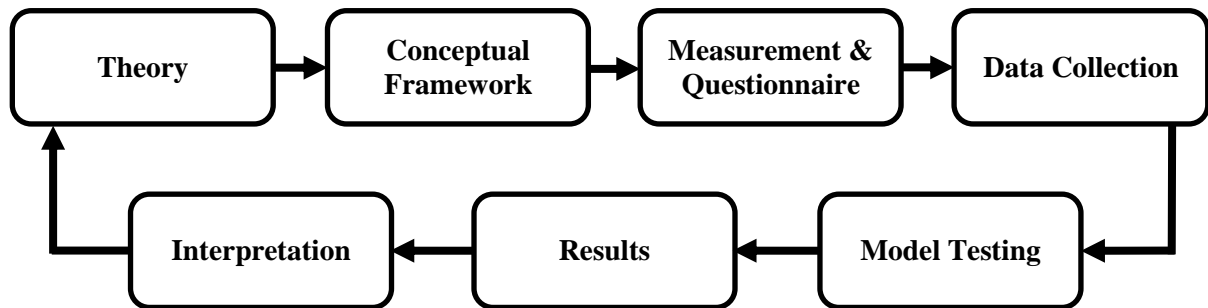 Theory
Conceptual
Framework
Measurement &
Questionnaire
Data Collection
Interpretation
Results
Model Testing